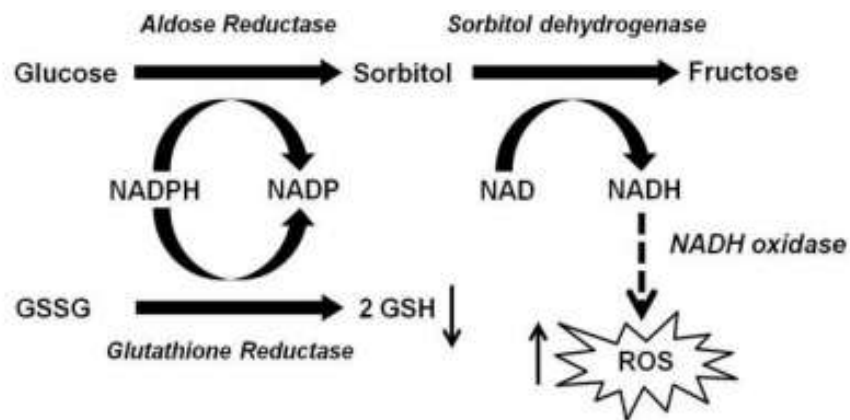 Aldose Reductase Sorbitol dehydrogenase
Glucose Sorbitol Fructose
NADPH NADP NAD NADH
NADH oxidase
GSSG 2 GSH
Glutathione Reductase
ROS